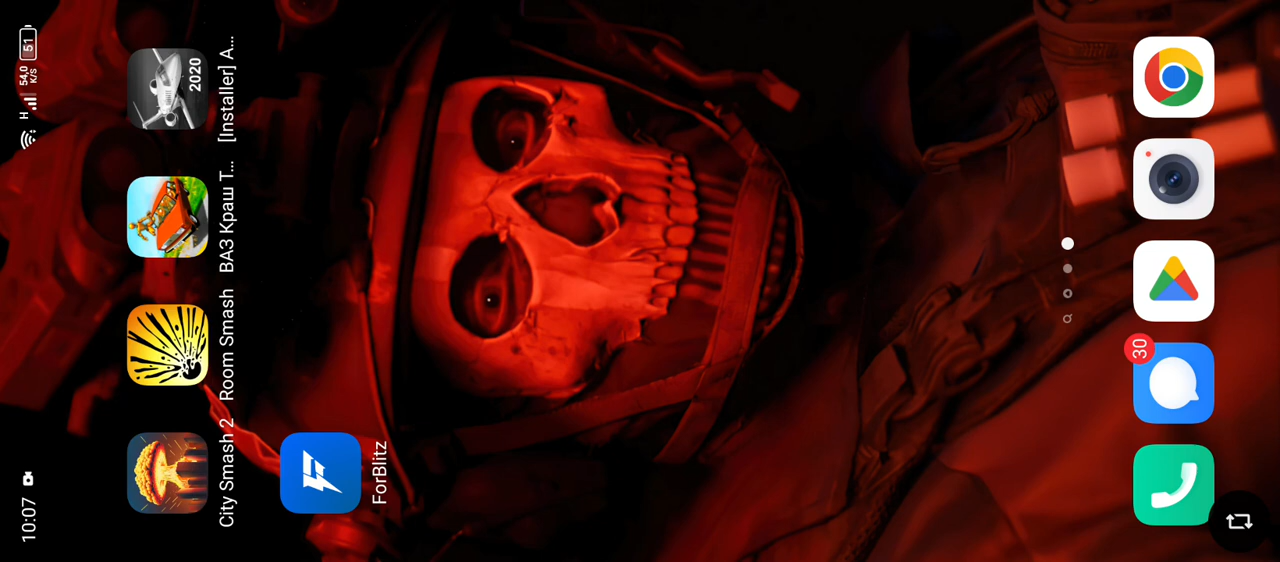 10:07
H
54,0
K/S
51
City Smash 2
Room Smash
ВАЗ Краш Т...
2020
[Installer] A...
ForBlitz
30